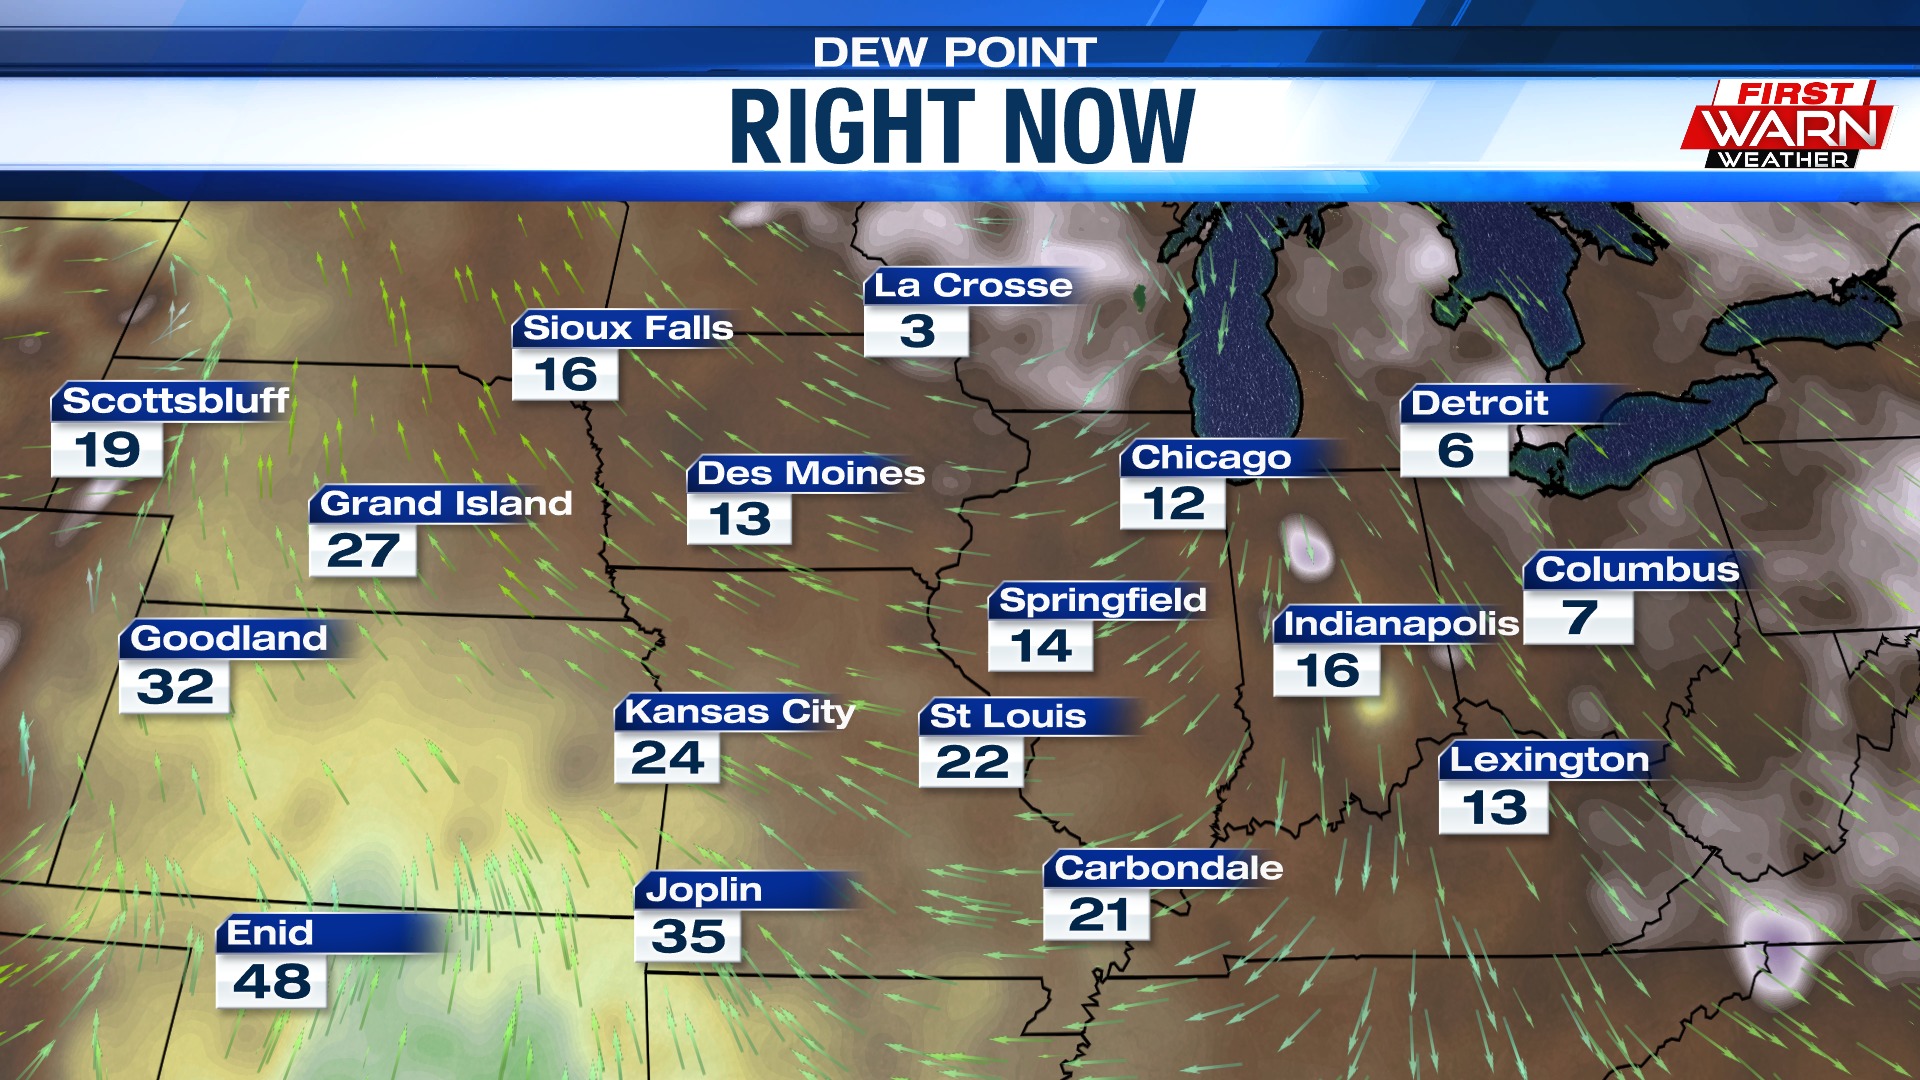 DEW POINT
RIGHT NOW
FIRST
WARN
WEATHER
La Crosse
3
Sioux Falls
16
Scottsbluff
19
Detroit
6
Chicago
12
Des Moines
13
Grand Island
27
Columbus
7
Springfield
14
Indianapolis
16
Goodland
32
Kansas City
24
St Louis
22
Lexington
13
Carbondale
21
Joplin
35
Enid
48